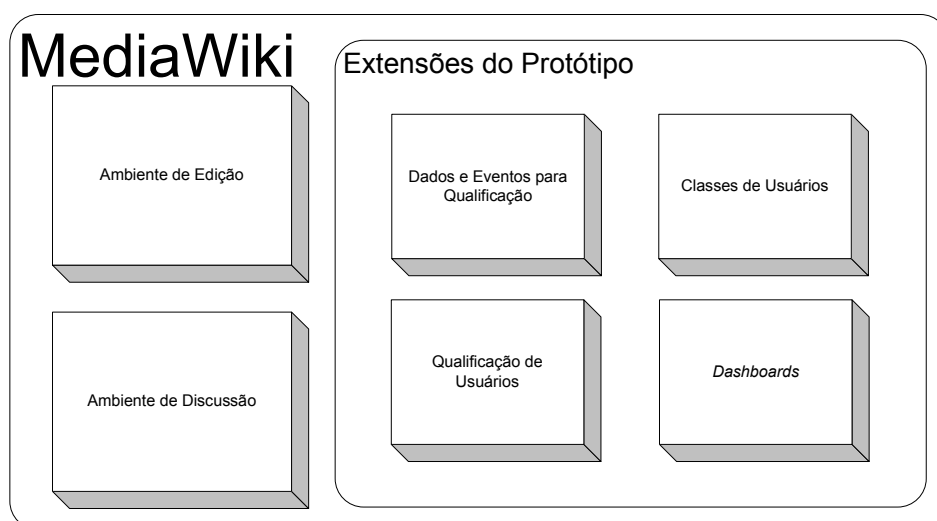 MediaWiki
Ambiente de Edição
Ambiente de Discussão
Extensões do Protótipo
Dados e Eventos para
Qualificação
Classes de Usuários
Qualificação de
Usuários
Dashboards